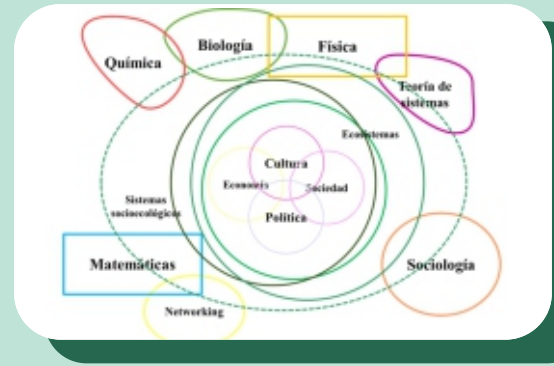 Química
Biología
Física
Teoría de
sistemas
Ecosistemas
Cultura
Economía
Sociedad
Sistemas
socioecológicos
Política
Matemáticas
Sociología
Networking